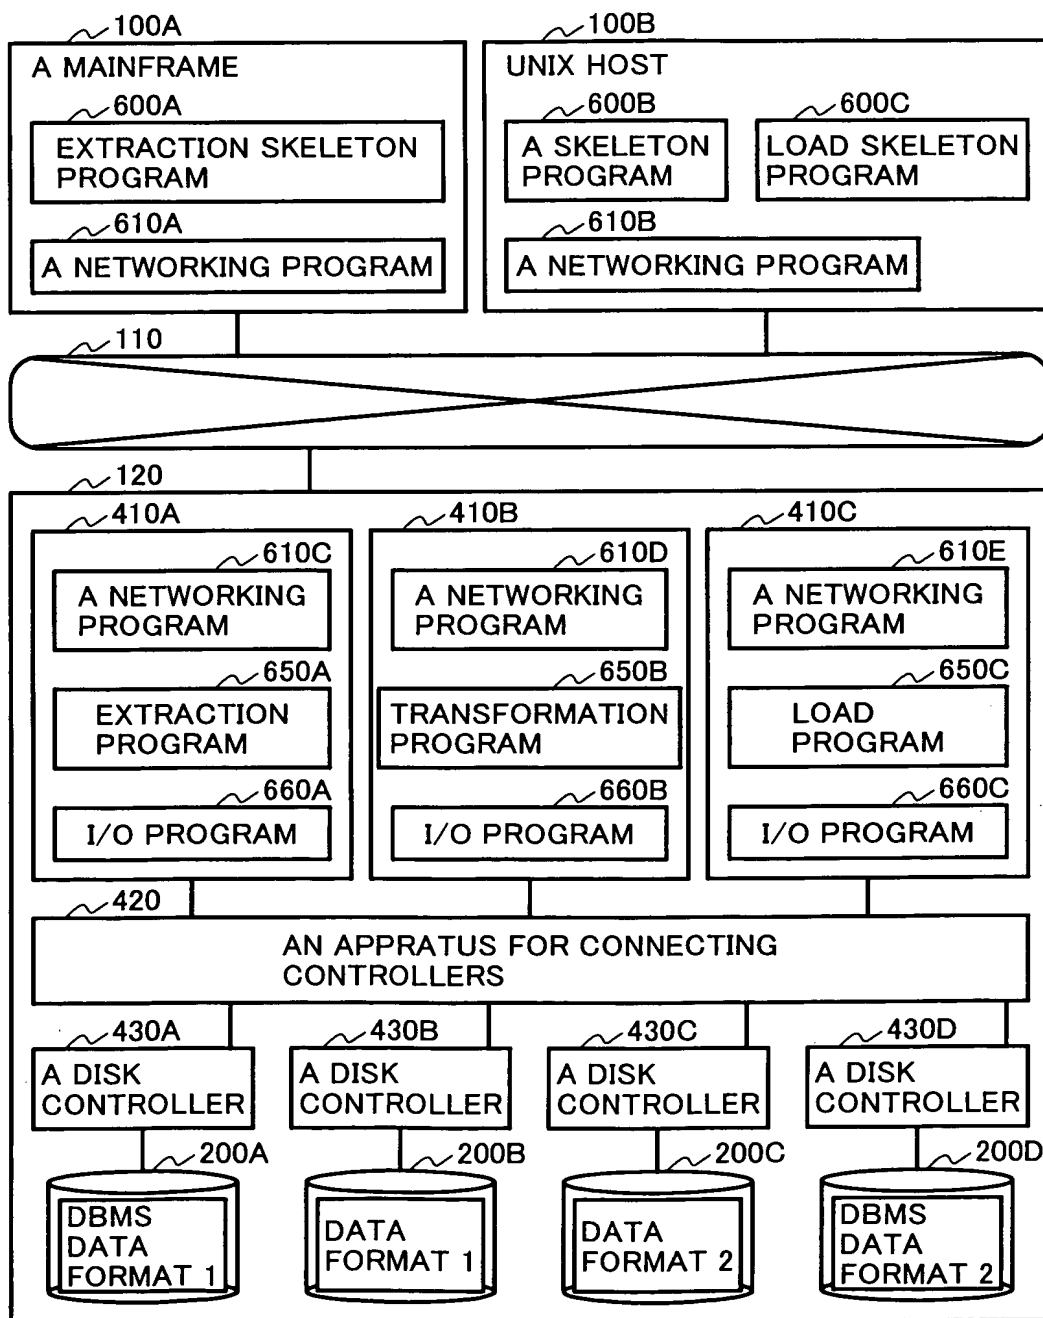 100A
100B
A MAINFRAME
UNIX HOST
600A
600B
600C
EXTRACTION SKELETON
PROGRAM
A SKELETON
PROGRAM
LOAD SKELETON
PROGRAM
610A
610B
A NETWORKING PROGRAM
A NETWORKING PROGRAM
110
120
410A
410B
410C
610C
610D
610E
A NETWORKING
PROGRAM
A NETWORKING
PROGRAM
A NETWORKING
PROGRAM
650A
650B
650C
EXTRACTION
PROGRAM
TRANSFORMATION
PROGRAM
LOAD
PROGRAM
660A
660B
660C
I/O PROGRAM
I/O PROGRAM
I/O PROGRAM
420
AN APPRATUS FOR CONNECTING
CONTROLLERS
430A
430B
430C
430D
A DISK
CONTROLLER
A DISK
CONTROLLER
A DISK
CONTROLLER
A DISK
CONTROLLER
200A
200B
200C
200D
DBMS
DATA
FORMAT 1
DATA
FORMAT 1
DATA
FORMAT 2
DBMS
DATA
FORMAT 2